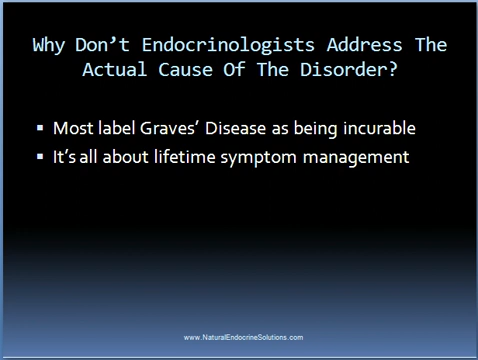 Why Don’t Endocrinologists Address The
Actual Cause Of The Disorder?
▪ Most label Graves’ Disease as being incurable
▪ It’s all about lifetime symptom management
www.NaturalEndocrineSolutions.com